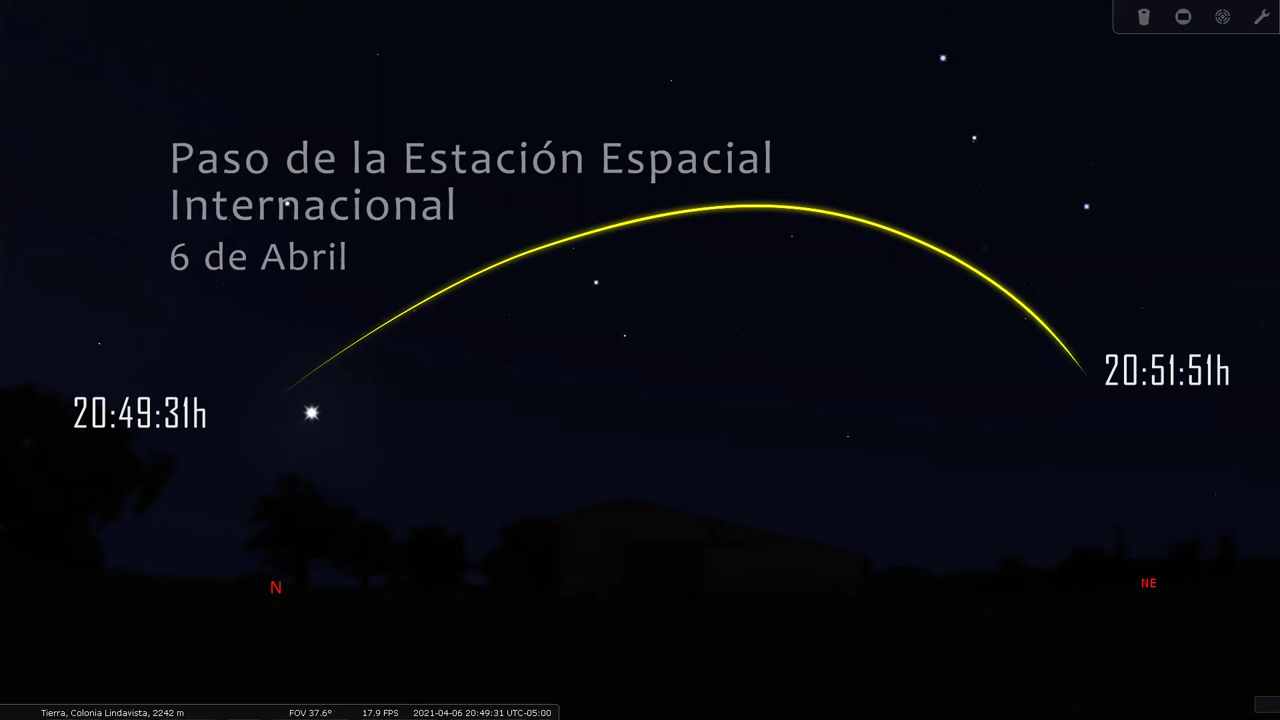 Paso de la Estación Espacial
Internacional
6 de Abril
20:51:51h
20:49:31h
N
NE
Tierra, Colonia Lindavista, 2242 m FOV 37.6° 17.9 FPS 2021-04-06 20:49:31 UTC-05:00